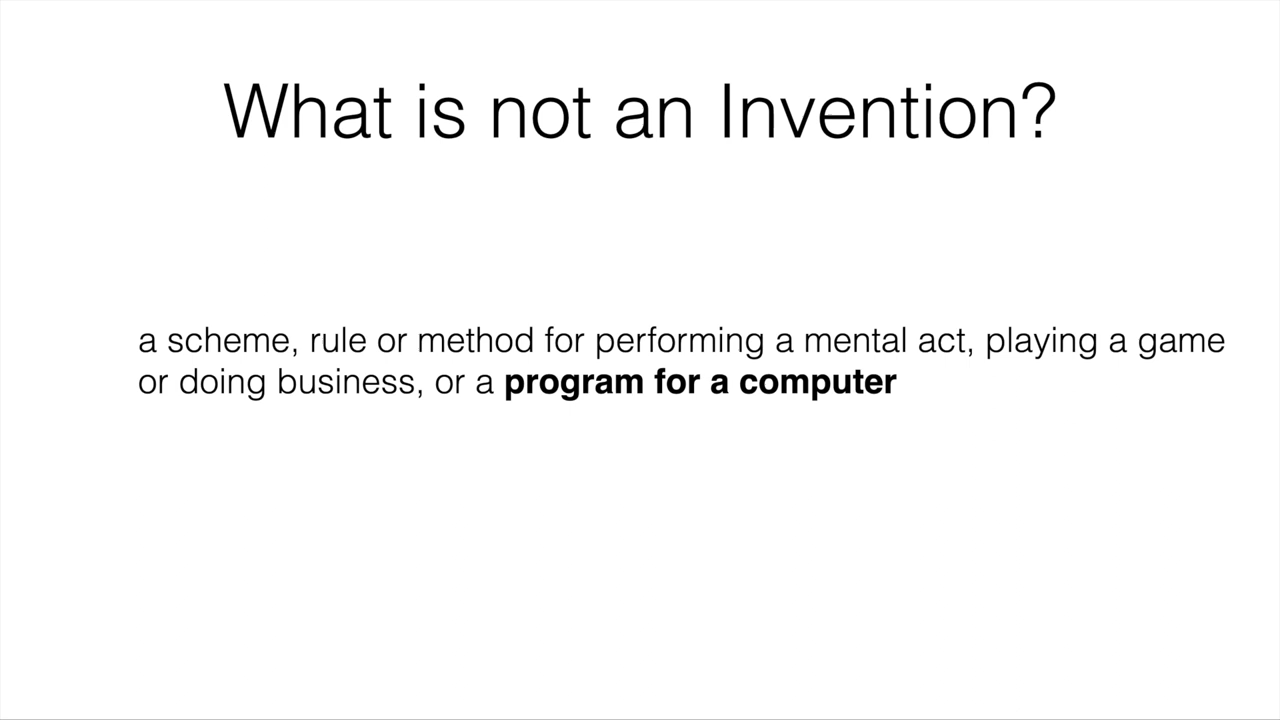 What is not an Invention?
a scheme, rule or method for performing a mental act, playing a game
or doing business, or a program for a computer